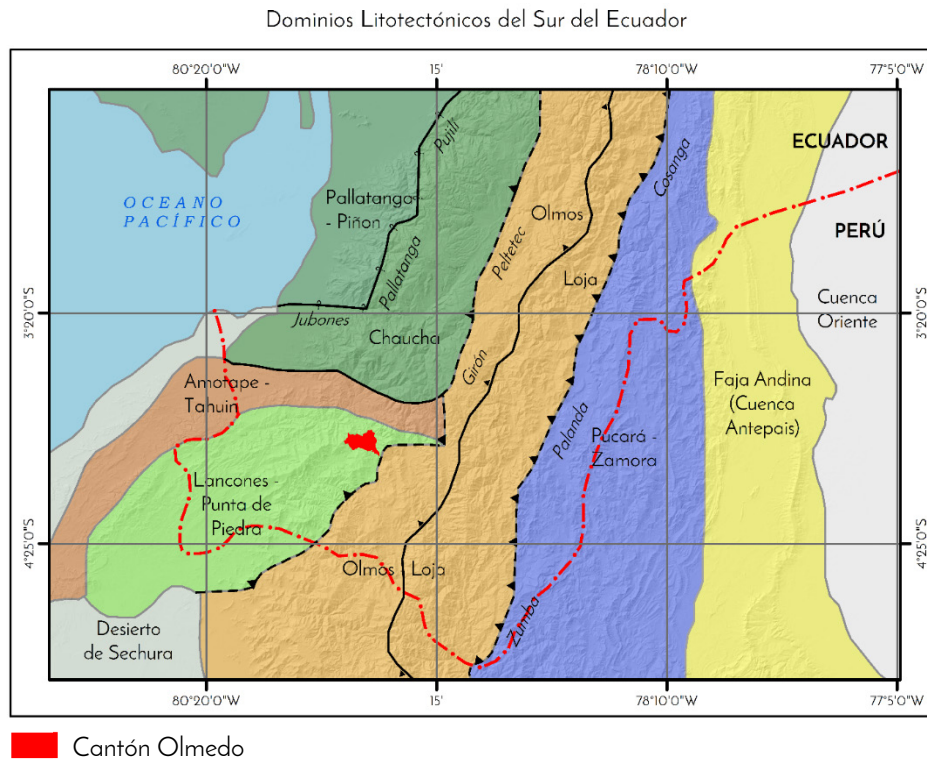 Dominios Litotectónicos del Sur del Ecuador
80°20'0"W
15'
78°10'0"W
77°5'0"W
ECUADOR
PERÚ
OCEANO
PACÍFICO
Pallatanga -
- Piñon
Pujilí
Pallatanga
Jubones
Chaucha
Peltetec
Olmos
Loja
Girón
Cosanga
Cuenca
Oriente
3°20'0"S
3°20'0"S
Amotape -
Tahuin
Faja Andina
(Cuenca
Antepais)
Palanda
Pucará -
Zamora
Lancones -
Punta de
Piedra
4°25'0"S
4°25'0"S
Olmos
Loja
Zumba
Desierto
de Sechura
80°20'0"W
15'
78°10'0"W
77°5'0"W
Cantón Olmedo